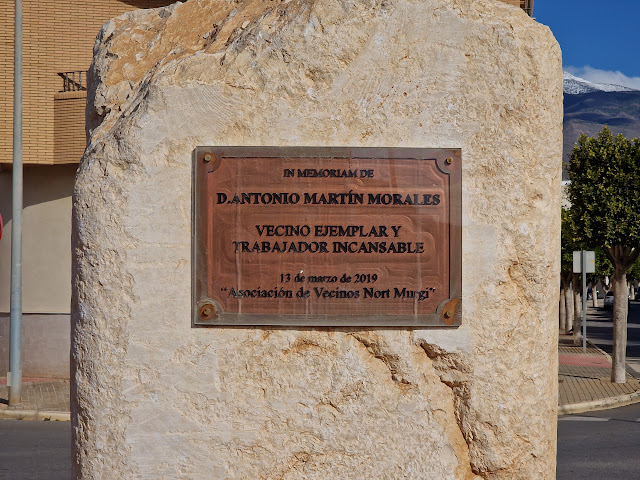 IN MEMORIAM DE
D.ANTONIO MARTÍN MORALES
VECINO EJEMPLAR Y
TRABAJADOR INCANSABLE
13 de marzo de 2019
"Asociación de Vecinos Nort Murgi"